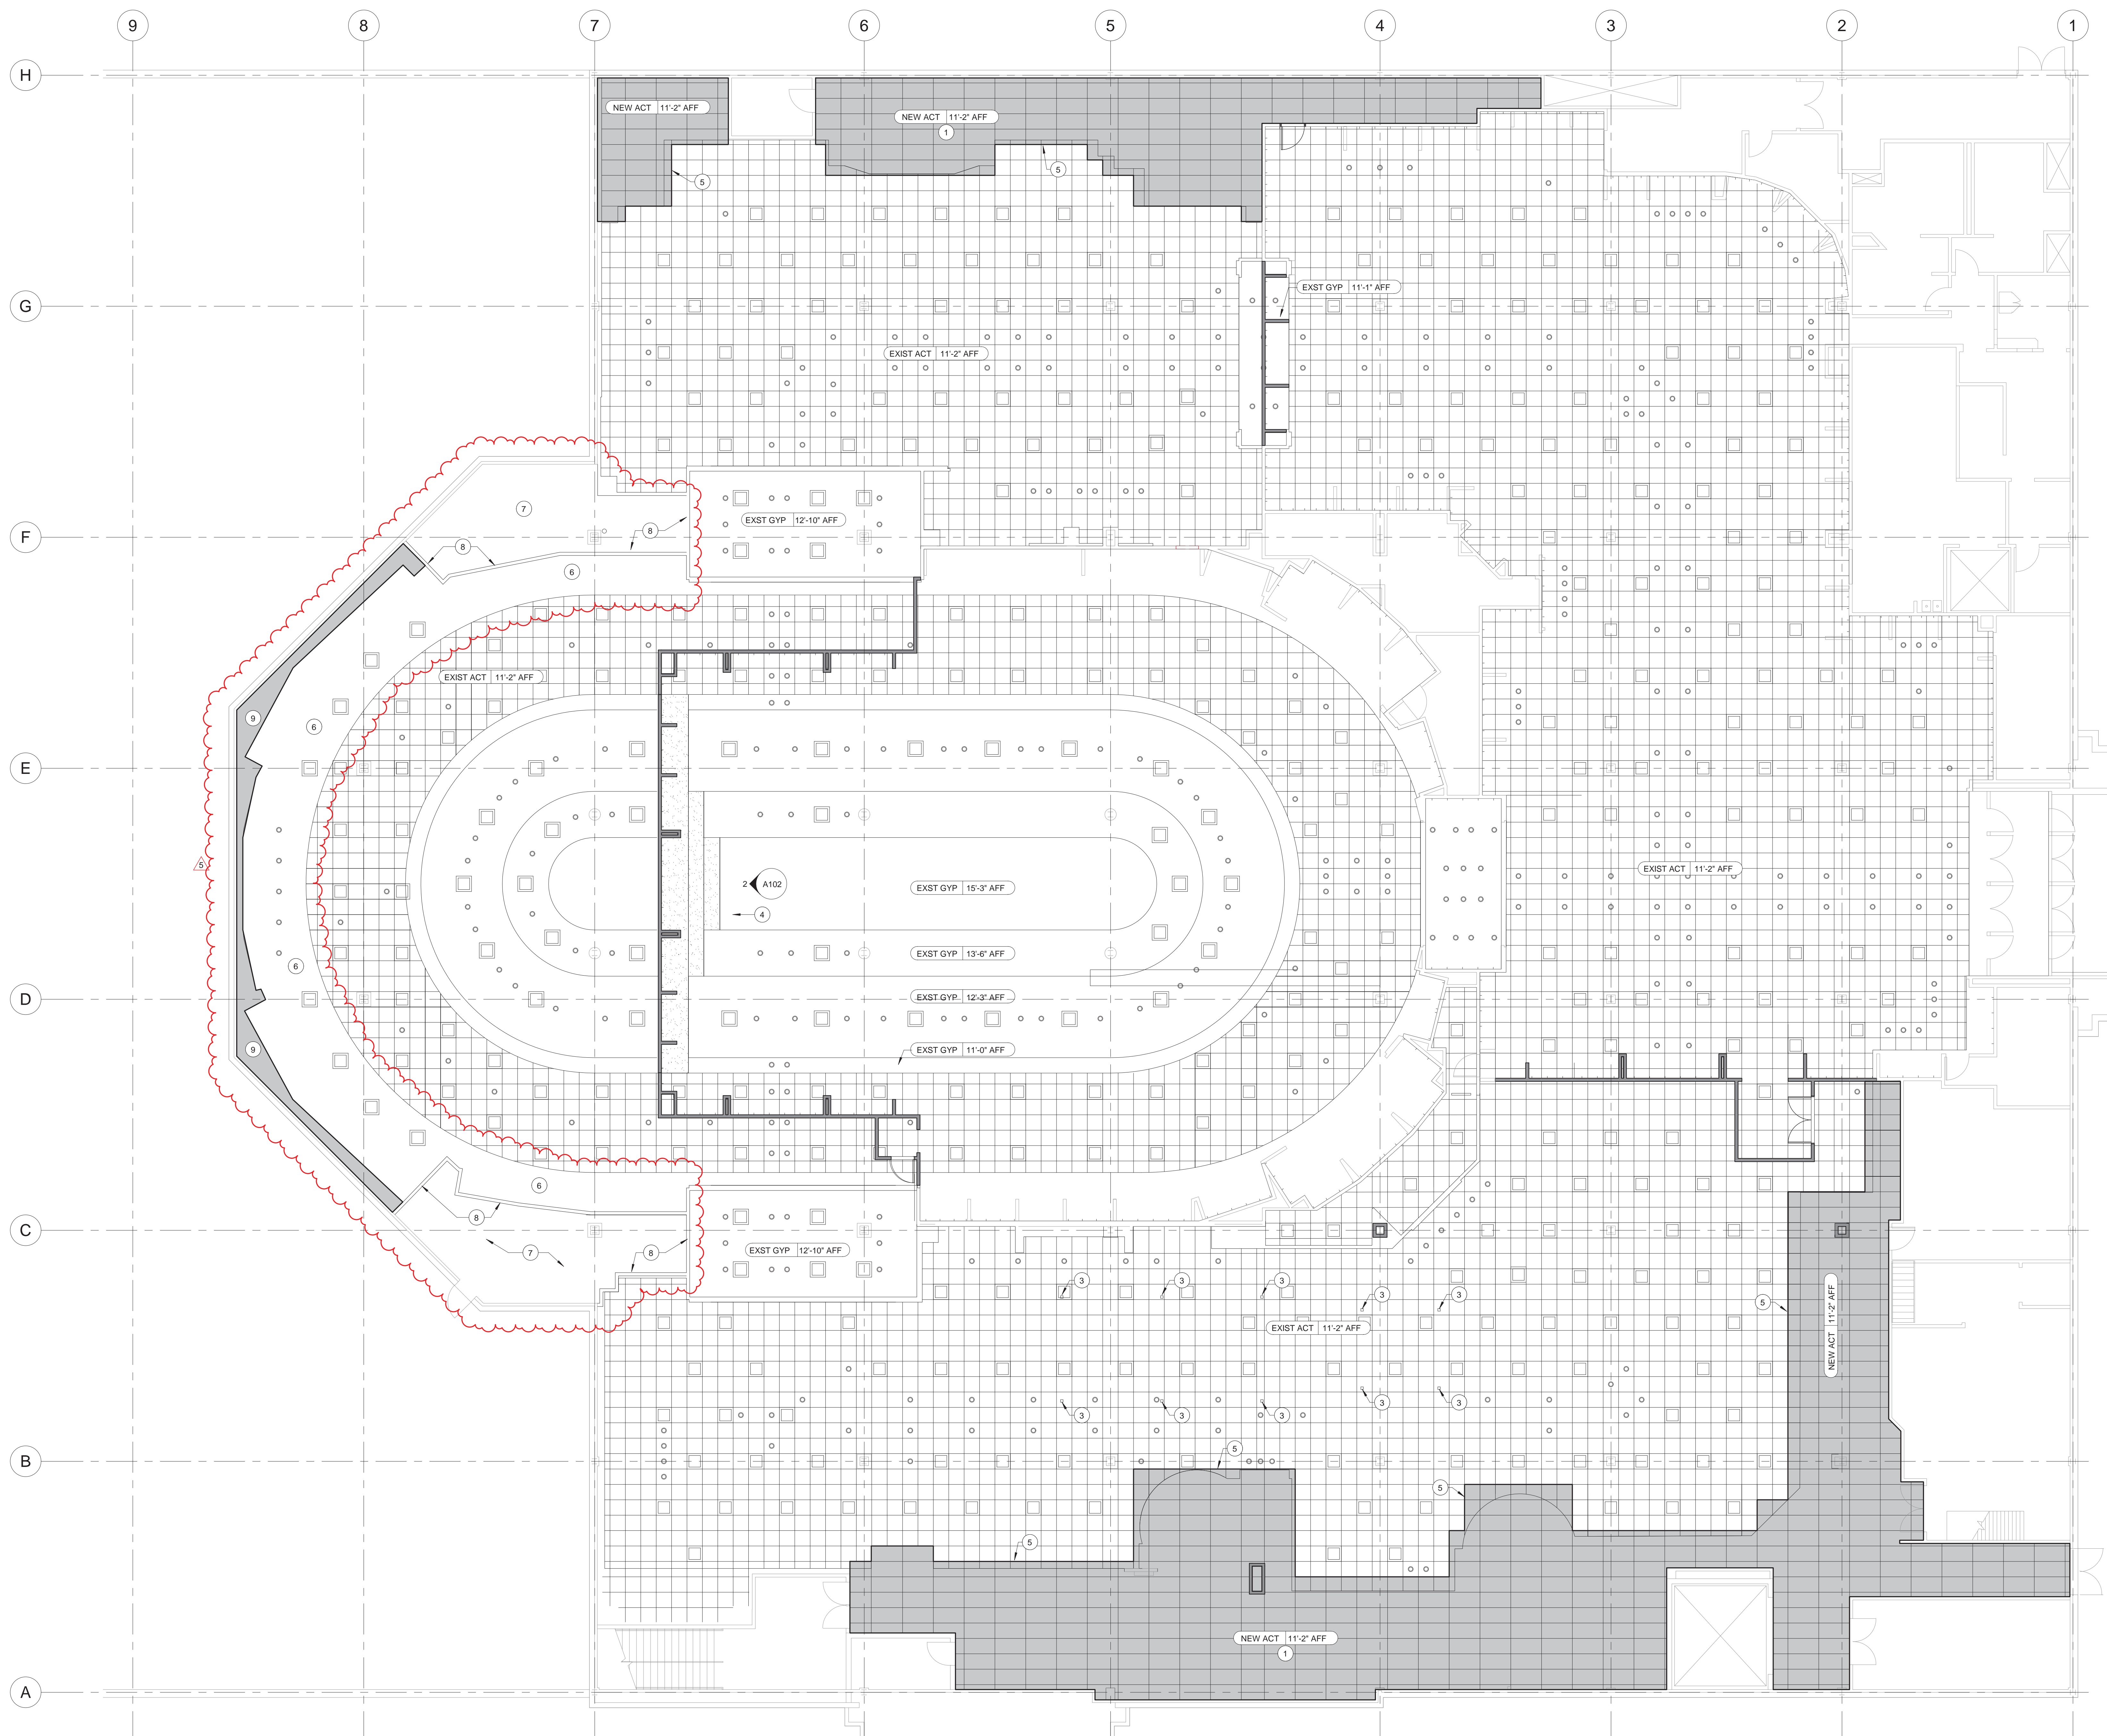 9 8 7 6 5 4 3 2 1
H
NEW ACT 11'-2" AFF
NEW ACT 11'-2" AFF
1
5
5
EXST GYP 11'-1" AFF
G
EXIST ACT 11'-2" AFF
7
EXST GYP 12'-10" AFF
8
F
8
6
EXIST ACT 11'-2" AFF
9
6
E
5
EXIST ACT 11'-2" AFF
2 A102
EXST GYP 15'-3" AFF
4
EXST GYP 13'-6" AFF
6
EXST GYP 12'-3" AFF
D
9
EXST GYP 11'-0" AFF
6
8
C
7
8
EXST GYP 12'-10" AFF
3 3 3
3 3
5
NEW ACT 11'-2" AFF
EXIST ACT 11'-2" AFF
3 3
3 3 3
5
B
5
5
NEW ACT 11'-2" AFF
1
A